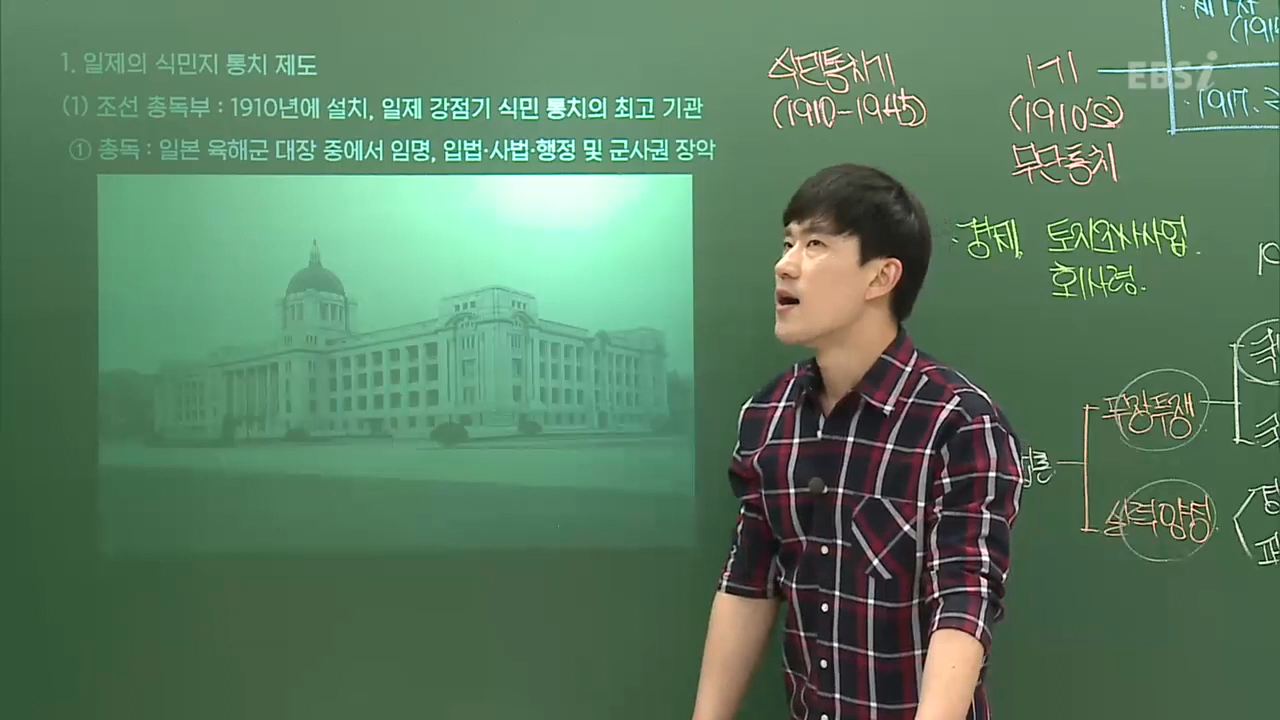 1. 일제의 식민지 통치 제도
(1) 조선 총독부 : 1910년에 설치, 일제 강점기 식민 통치의 최고 기관
① 총독 : 일본 육해군 대장 중에서 임명, 입법·사법·행정 및 군사권 장악
식민통치기
(1910-1945)
1기
(1910's)
무단통치
EBSi
(1914
·1917.
·경제, 토지조사사업.
회사령.
무장투쟁
실력양성